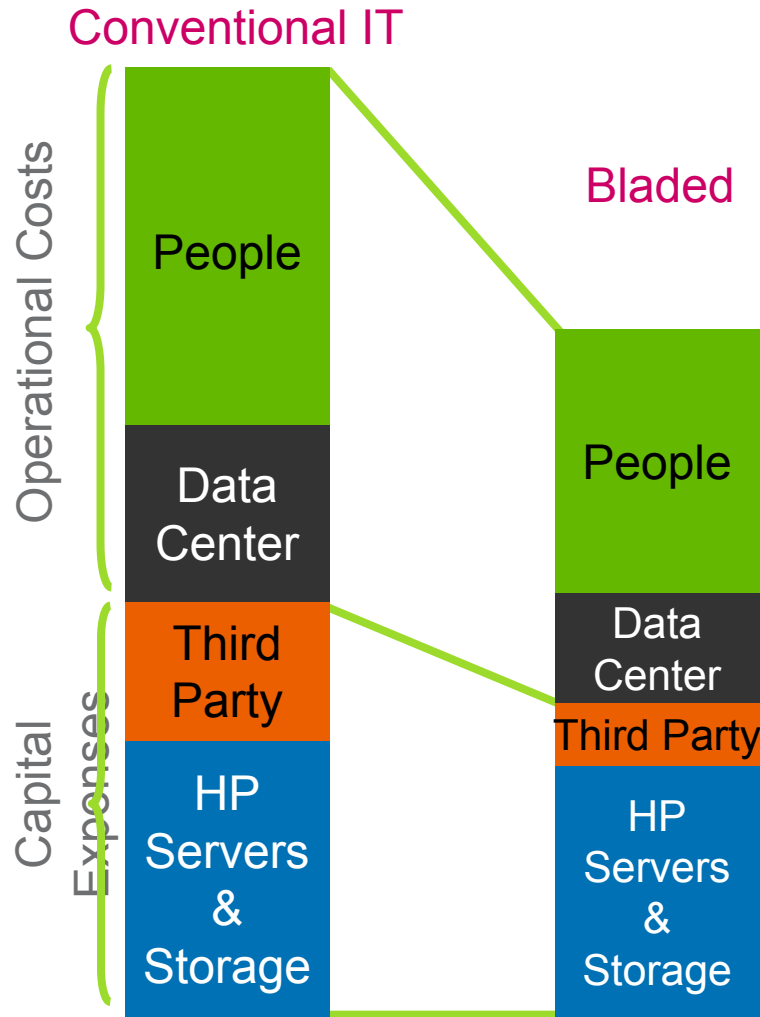 Conventional IT
Bladed
Operational Costs
People
Data
Center
Third
Party
HP
Servers
&
Storage
Capital
Expenses
People
Data
Center
Third Party
HP
Servers
&
Storage